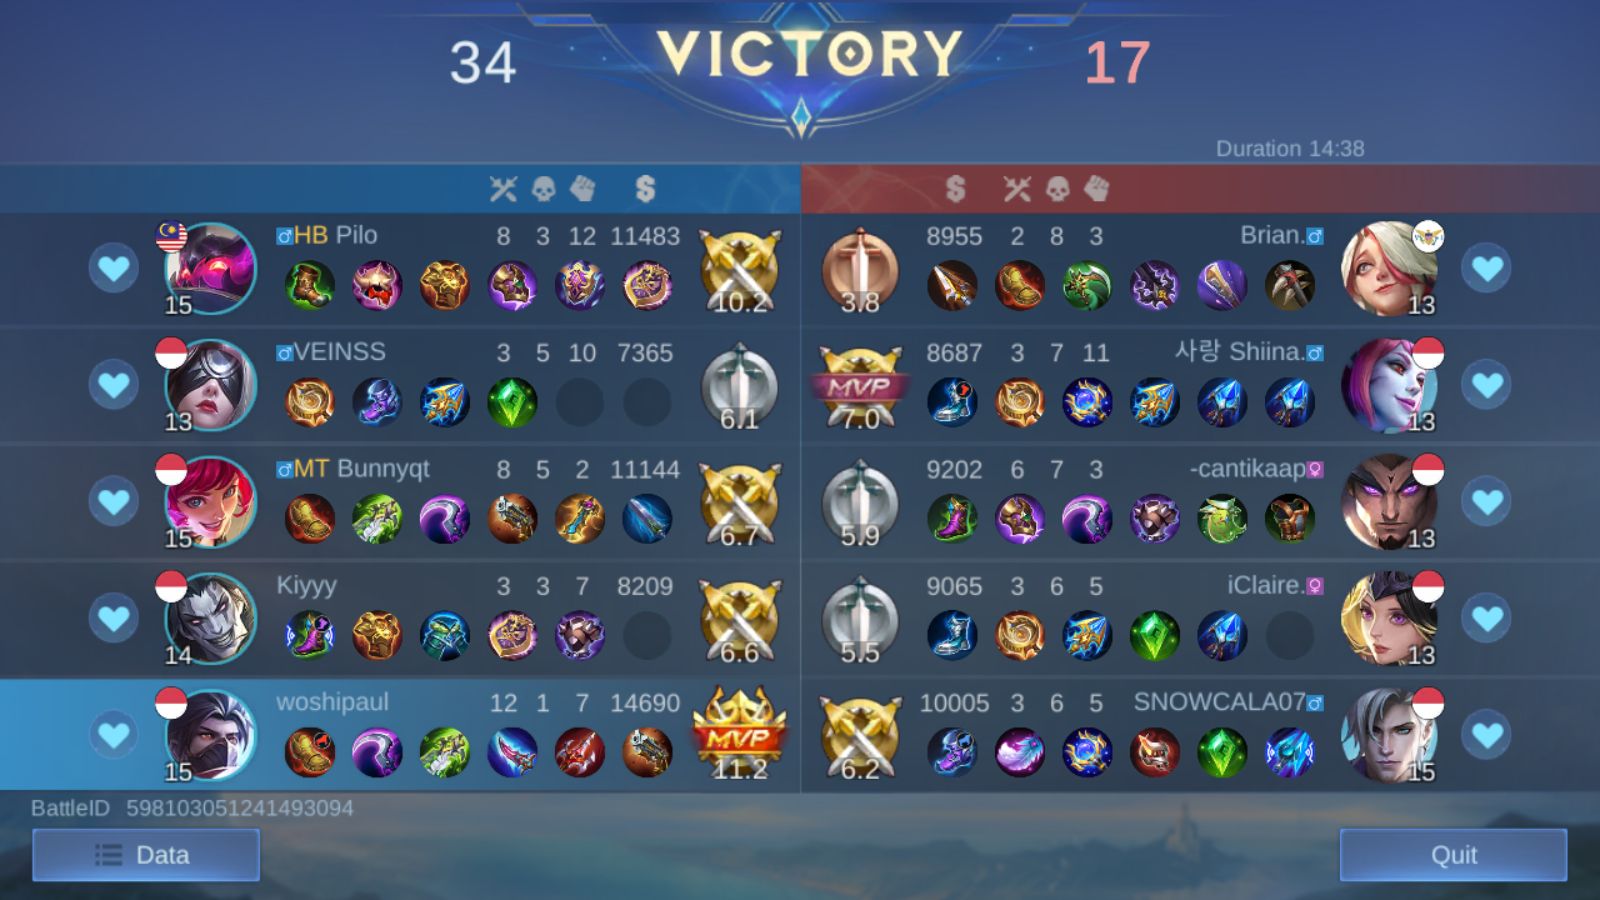 34 VICTORY 17
Duration 14:38
HB Pilo 8 3 12 11483
15
10.2
8955 2 8 3 Brian.
3.8
13
VEINSS 3 5 10 7365
13
6.1
8687 3 7 11 사랑 Shiina.
MVP
7.0
13
MT Bunnyqt 8 5 2 11144
15
6.7
9202 6 7 3 -cantikaap
5.9
13
Kiyyy 3 3 7 8209
14
6.6
9065 3 6 5 iClaire.
5.5
13
woshipaul 12 1 7 14690
15
MVP
11.2
10005 3 6 5 SNOWCALA07
6.2
15
BattleID 598103051241493094
Data
Quit